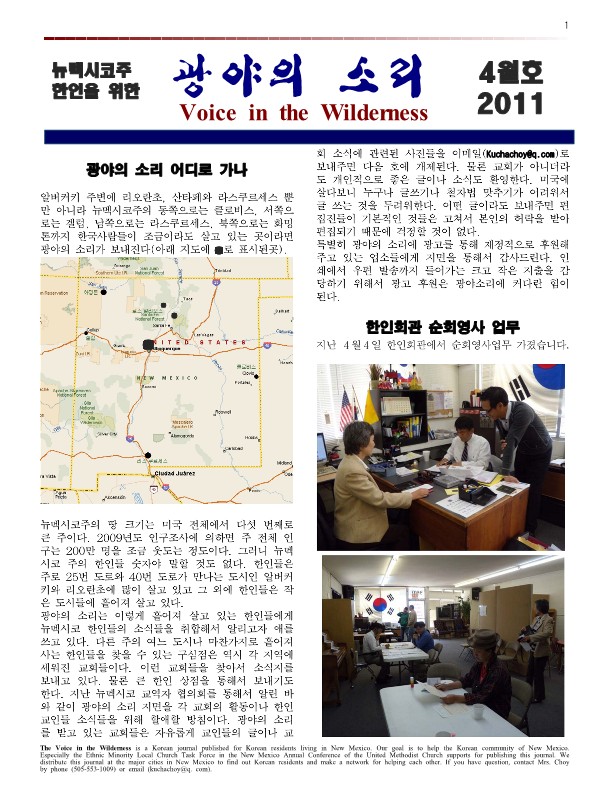 1
뉴멕시코주
한인을 위한
광야의 소리
Voice in the Wilderness
4월호
2011
광야의 소리 어디로 가나
알버커키 주변에 리오란초, 산타페와 라스쿠르세스 뿐
만 아니라 뉴멕시코주의 동쪽으로는 클로비스, 서쪽으
로는 갤럽, 남쪽으로는 라스쿠르세스, 북쪽으로는 화밍
톤까지 한국사람들이 조금이라도 살고 있는 곳이라면
광야의 소리가 보내진다(아래 지도에 로 표시된곳).
Durango
Trinidad
San Juan
National Forest
Taos
Santa Fe
Las Vegas
Gallup
Grants
Albuquerque
UNITED STATES
NEW MEXICO
Clovis
Portales
Roswell
Gila
National
Forest
Gila
Wilderness
Silver City
Alamogordo
Mescalero
Carlsbad
Hobbs
Midland
Odessa
Ciudad Juárez
Agua
Prieta
Ascensión
뉴멕시코주의 땅 크기는 미국 전체에서 다섯 번째로
큰 주이다. 2009년도 인구조사에 의하면 주 전체 인
구는 200만 명을 조금 웃도는 정도이다. 그러니 뉴멕
시코 주의 한인들 숫자야 말할 것도 없다. 한인들은
주로 25번 도로와 40번 도로가 만나는 도시인 알버커
키와 리오란초에 많이 살고 있고 그 외에 한인들은 작
은 도시들에 흩어져 살고 있다.
광야의 소리는 이렇게 흩어져 살고 있는 한인들에게
뉴멕시코 한인들의 소식들을 취합해서 알리고자 애를
쓰고 있다. 다른 주의 여느 도시나 마찬가지로 흩어져
사는 한인들을 찾을 수 있는 구심점은 역시 각 지역에
세워진 교회들이다. 이런 교회들을 찾아서 소식지를
보내고 있다. 물론 큰 한인 상점을 통해서 보내기도
한다. 지난 뉴멕시코 교역자 협의회를 통해서 알린 바
와 같이 광야의 소리 지면을 각 교회의 활동이나 한인
교인들 소식들을 위해 할애할 방침이다. 광야의 소리
를 받고 있는 교회들은 자유롭게 교인들의 글이나 교
회 소식에 관련된 사진들을 이메일(Kuchachoy@q.com)로
보내주면 다음 호에 개제된다. 물론 교회가 아니더라
도 개인적으로 좋은 글이나 소식도 환영한다. 미국에
살다보니 누구나 글쓰기나 철자법 맞추기가 어려워서
글 쓰는 것을 두려워한다. 어떤 글이라도 보내주면 편
집진들이 기본적인 것들은 고쳐서 본인의 허락을 받아
편집되기 때문에 걱정할 것이 없다.
특별히 광야의 소리에 광고를 통해 재정적으로 후원해
주고 있는 업소들에게 지면을 통해서 감사드린다. 인
쇄에서 우편 발송까지 들어가는 크고 작은 지출을 감
당하기 위해서 광고 후원은 광야소리에 커다란 힘이
된다.
한인회관 순회영사 업무
지난 4월4일 한인회관에서 순회영사업무 가졌습니다.
The Voice in the Wilderness is a Korean journal published for Korean residents living in New Mexico. Our goal is to help the Korean community of New Mexico.
Especially the Ethnic Minority Local Church Task Force in the New Mexico Annual Conference of the United Methodist Church supports for publishing this journal. We
distribute this journal at the major cities in New Mexico to find out Korean residents and make a network for helping each other. If you have question, contact Mrs. Choy
by phone (505-553-1009) or email (kuchachoy@q. com).